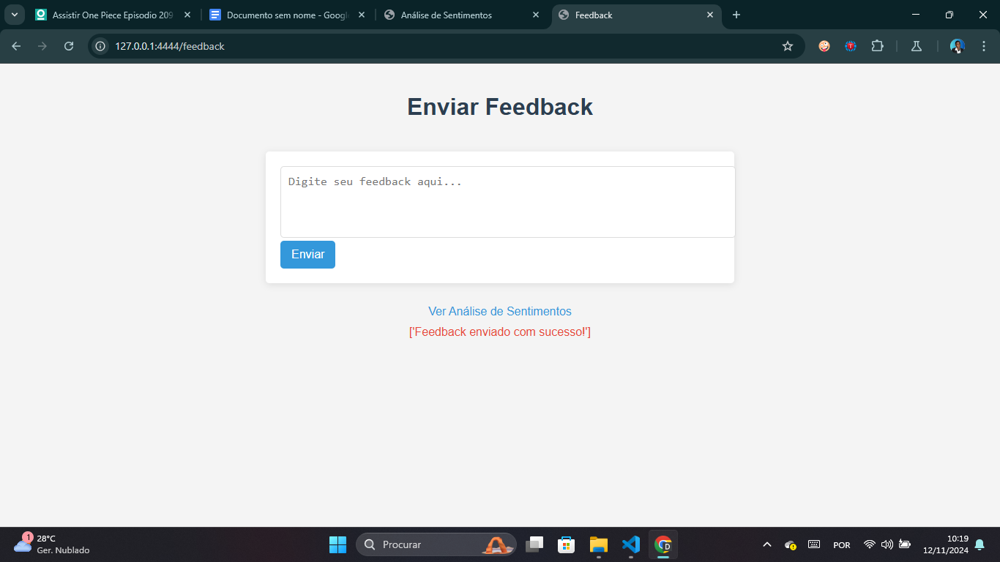 Assistir One Piece Episodio 209
Documento sem nome - Googl
Análise de Sentimentos
Feedback
127.0.0.1:4444/feedback
Enviar Feedback
Digite seu feedback aqui...
Enviar
Ver Análise de Sentimentos
['Feedback enviado com sucesso!']
1
28°C
Ger. Nublado
Procurar
D
POR
10:19
12/11/2024